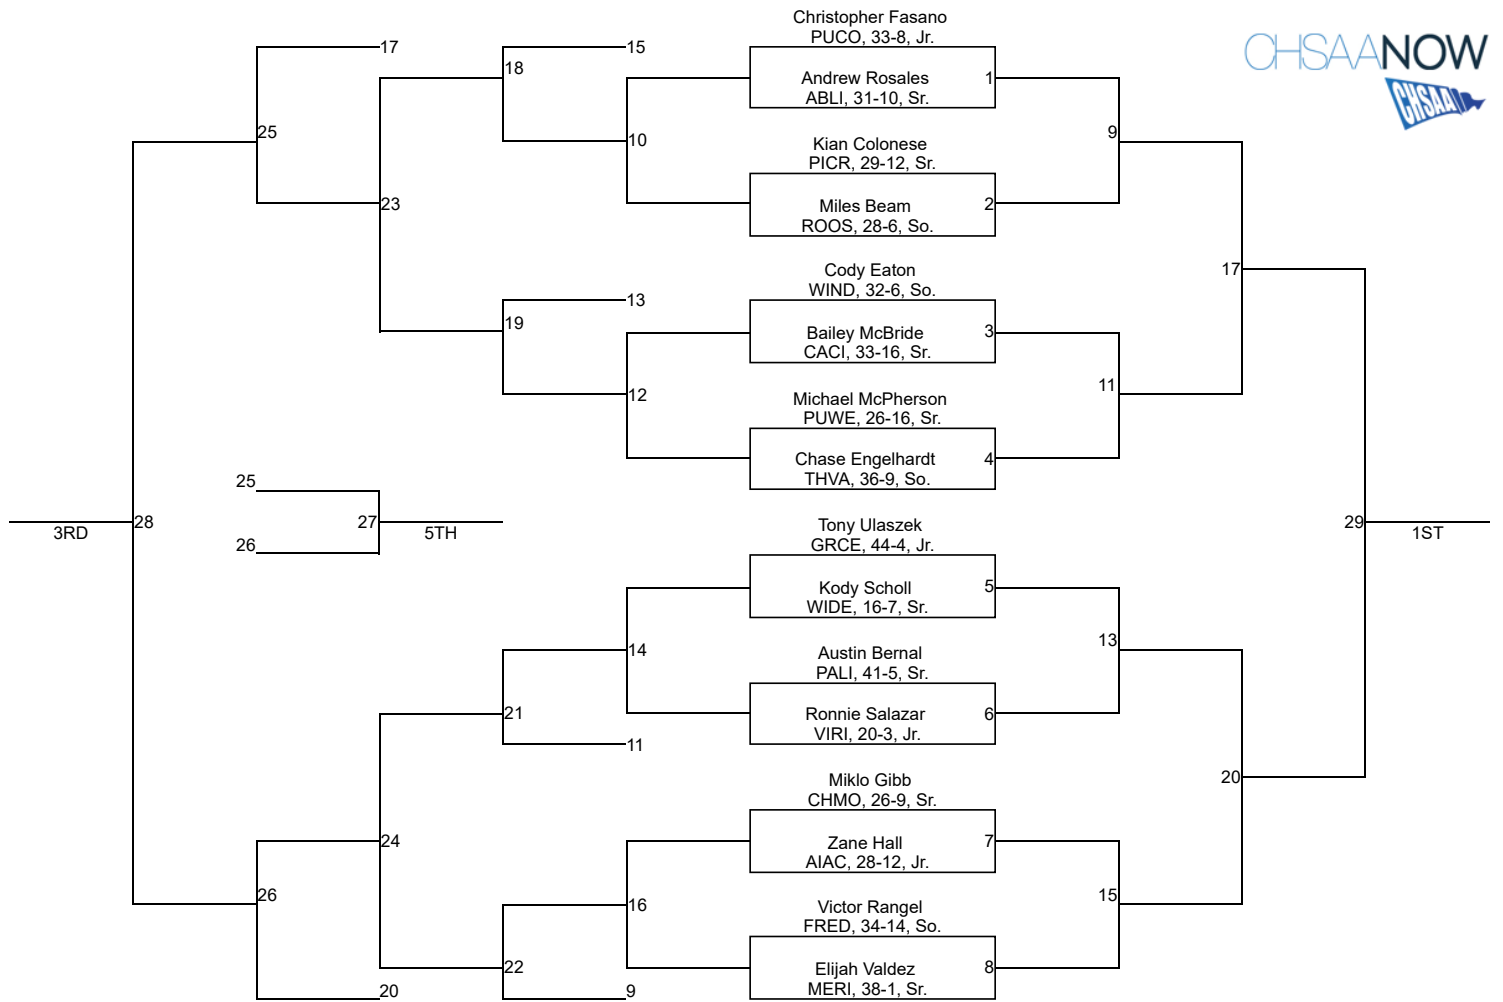 Christopher Fasano
PUCO, 33-8, Jr.
CHSAANOW
CHSAA
17
15
18
Andrew Rosales
1
ABLI, 31-10, Sr.
25
10
9
Kian Colonese
PICR, 29-12, Sr.
23
Miles Beam
2
ROOS, 28-6, So.
Cody Eaton
17
WIND, 32-6, So.
13
19
Bailey McBride
3
CACI, 33-16, Sr.
12
11
Michael McPherson
PUWE, 26-16, Sr.
Chase Engelhardt
4
THVA, 36-9, So.
25
28
27
29
3RD
5TH
1ST
26
Tony Ulaszek
GRCE, 44-4, Jr.
Kody Scholl
5
WIDE, 16-7, Sr.
14
13
Austin Bernal
PALI, 41-5, Sr.
21
Ronnie Salazar
6
VIRI, 20-3, Jr.
11
Miklo Gibb
20
CHMO, 26-9, Sr.
24
Zane Hall
7
AIAC, 28-12, Jr.
26
16
15
Victor Rangel
FRED, 34-14, So.
22
Elijah Valdez
8
MERI, 38-1, Sr.
20
9